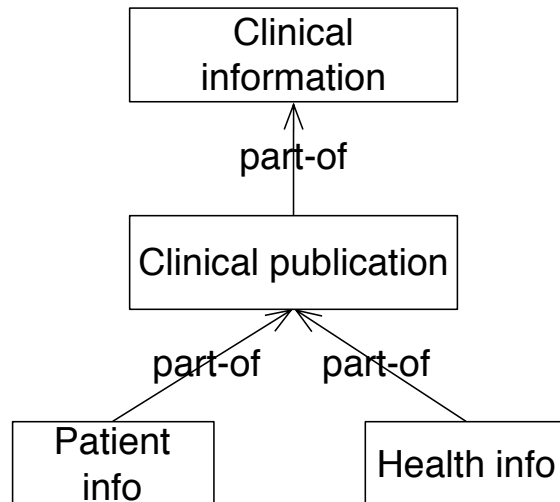 Clinical
information
part-of
Clinical publication
part-of part-of
Patient
info
Health info